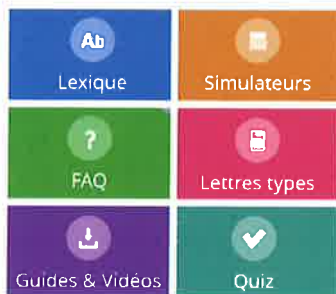 Ab
Lexique
Simulateurs
?
FAQ
Lettres types
Guides & Vidéos
Quiz